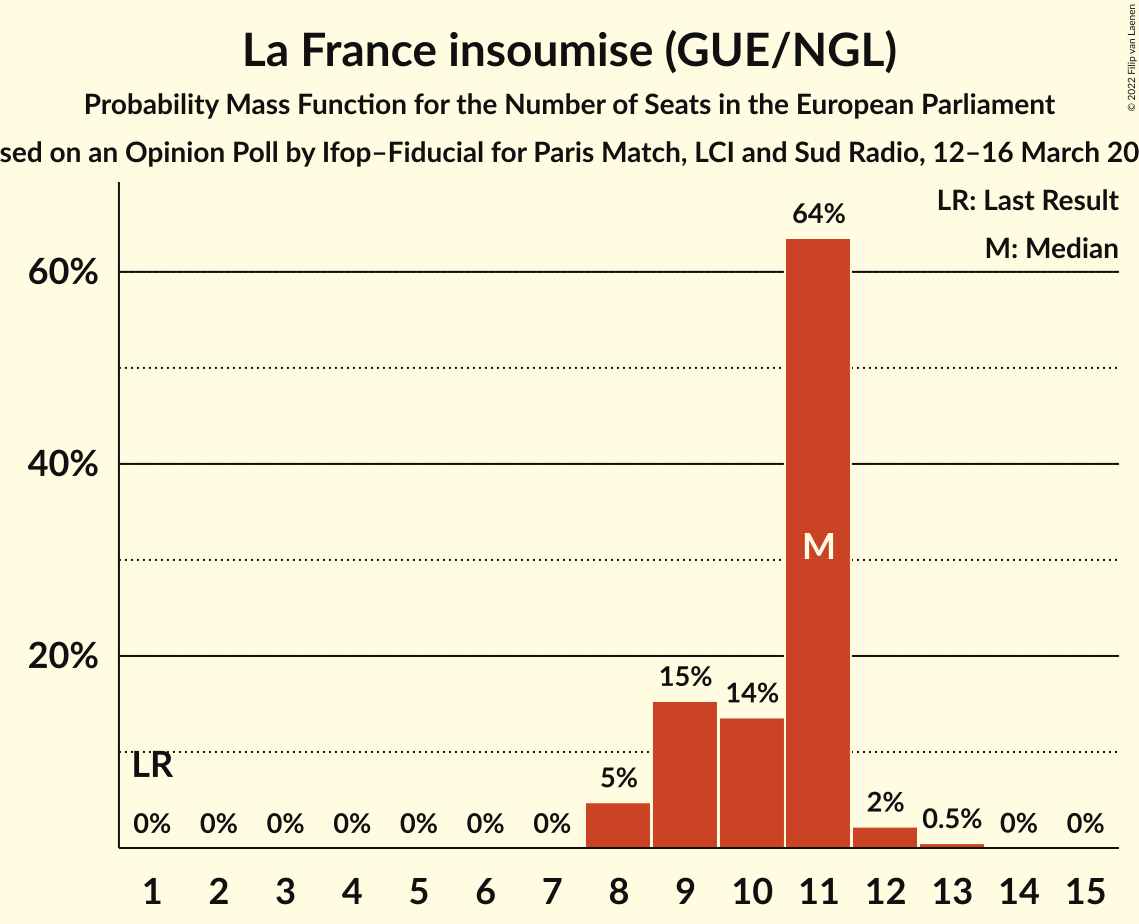 La France insoumise (GUE/NGL)
Probability Mass Function for the Number of Seats in the European Parliament
sed on an Opinion Poll by Ifop–Fiducial for Paris Match, LCI and Sud Radio, 12–16 March 20
© 2022 Filip van Laenen
LR: Last Result
M: Median
64%
60%
40%
M
20%
15%
14%
LR
5%
2%
0% 0% 0% 0% 0% 0% 0% 0.5% 0% 0%
1 2 3 4 5 6 7 8 9 10 11 12 13 14 15